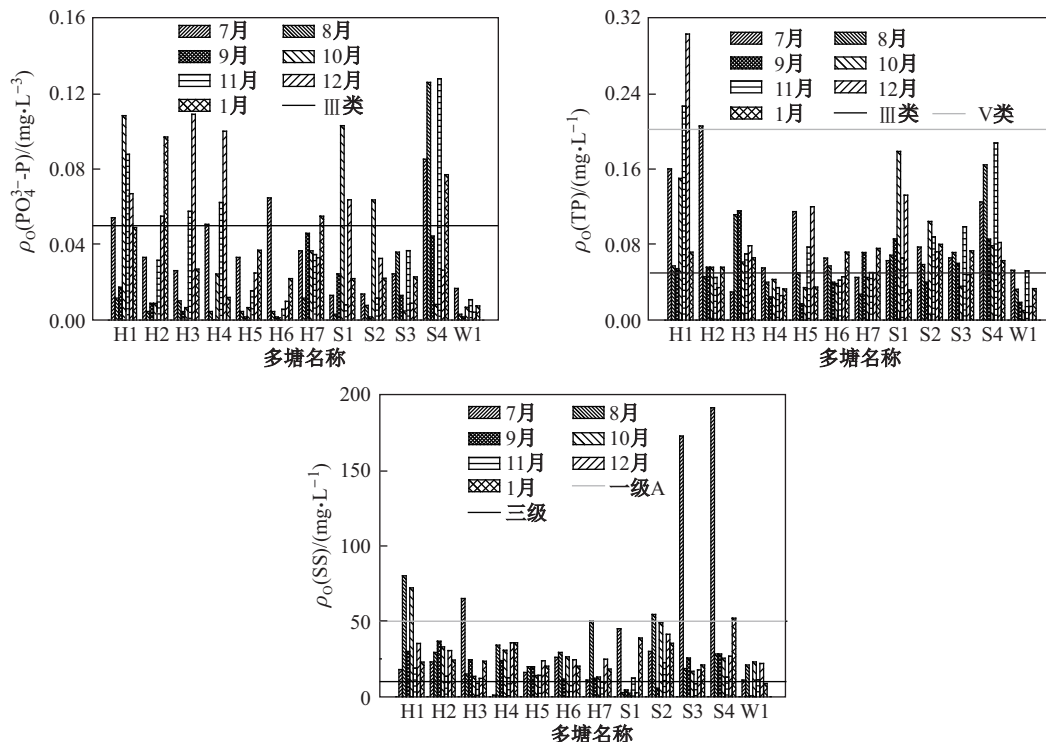 ρO(PO₄³⁻-P)/(mg•L⁻³)
0.16
0.12
0.08
0.04
0.00
7月 8月
9月 10月
11月 12月
1月 Ⅲ类
H1 H2 H3 H4 H5 H6 H7 S1 S2 S3 S4 W1
多塘名称
ρO(TP)/(mg•L⁻¹)
0.32
0.24
0.16
0.08
0.00
7月 8月
9月 10月
11月 12月
1月 Ⅲ类 V类
H1 H2 H3 H4 H5 H6 H7 S1 S2 S3 S4 W1
多塘名称
ρO(SS)/(mg•L⁻¹)
200
150
100
50
0
7月 8月
9月 10月
11月 12月
1月 一级A
三级
H1 H2 H3 H4 H5 H6 H7 S1 S2 S3 S4 W1
多塘名称